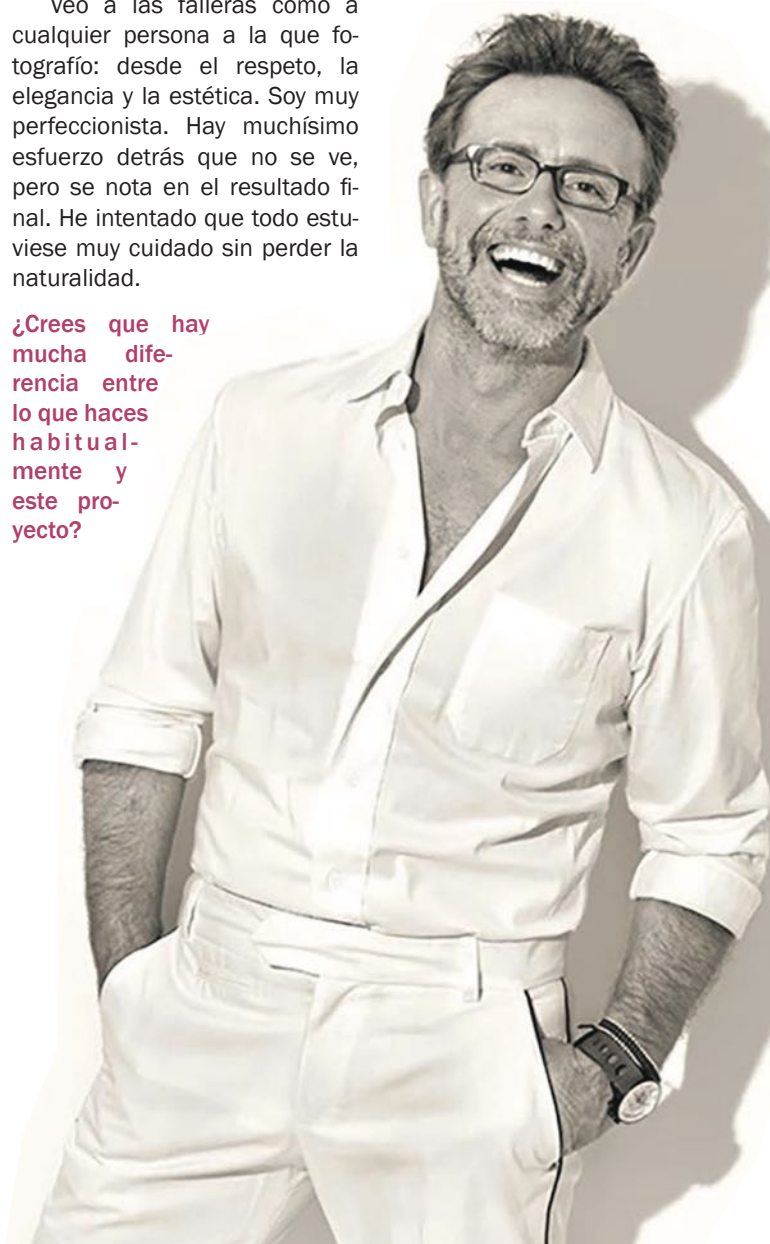 Veo a las falleras como a
cualquier persona a la que fo-
tografío: desde el respeto, la
elegancia y la estética. Soy muy
perfeccionista. Hay muchísimo
esfuerzo detrás que no se ve,
pero se nota en el resultado fi-
nal. He intentado que todo estu-
viese muy cuidado sin perder la
naturalidad.
¿Crees que hay
mucha dife-
rencia entre
lo que haces
habitual-
mente y
este pro-
yecto?